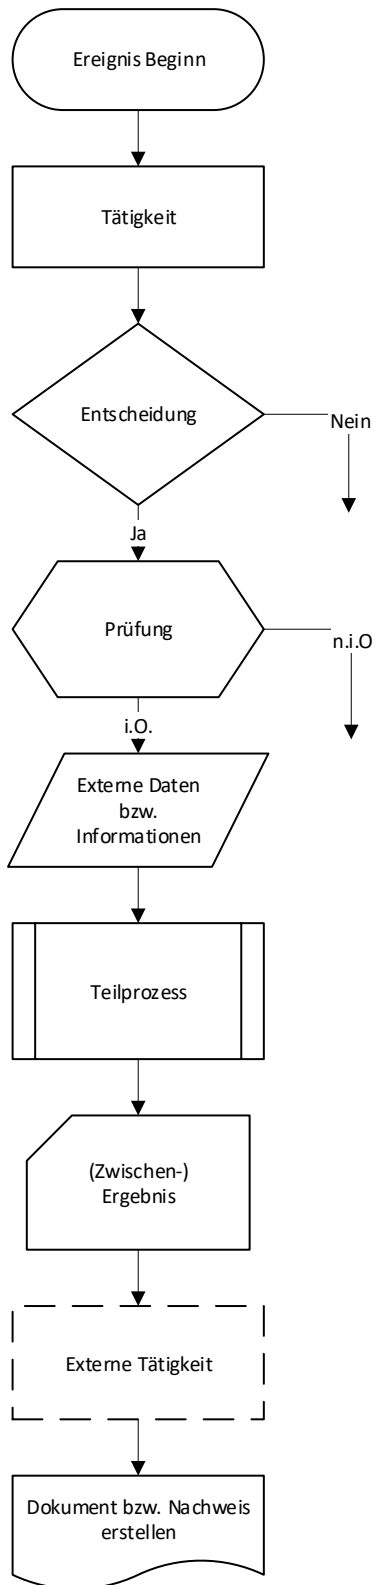 Ereignis Beginn
Tätigkeit
Entscheidung
Nein
Ja
Prüfung
n.i.O
i.O.
Externe Daten
bzw.
Informationen
Teilprozess
(Zwischen-)
Ergebnis
Externe Tätigkeit
Dokument bzw. Nachweis
erstellen